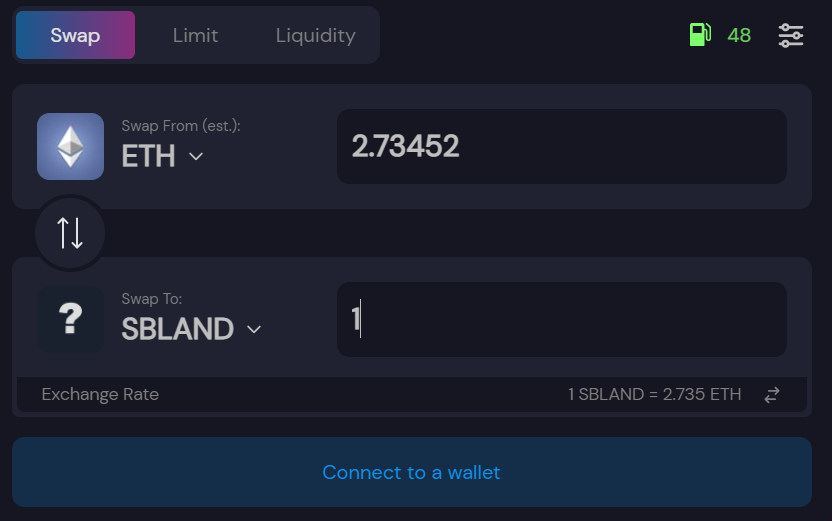 Swap Limit Liquidity 48
Swap From (est.):
ETH 2.73452
Swap To:
SBLAND 1
?
Exchange Rate 1 SBLAND = 2.735 ETH
Connect to a wallet